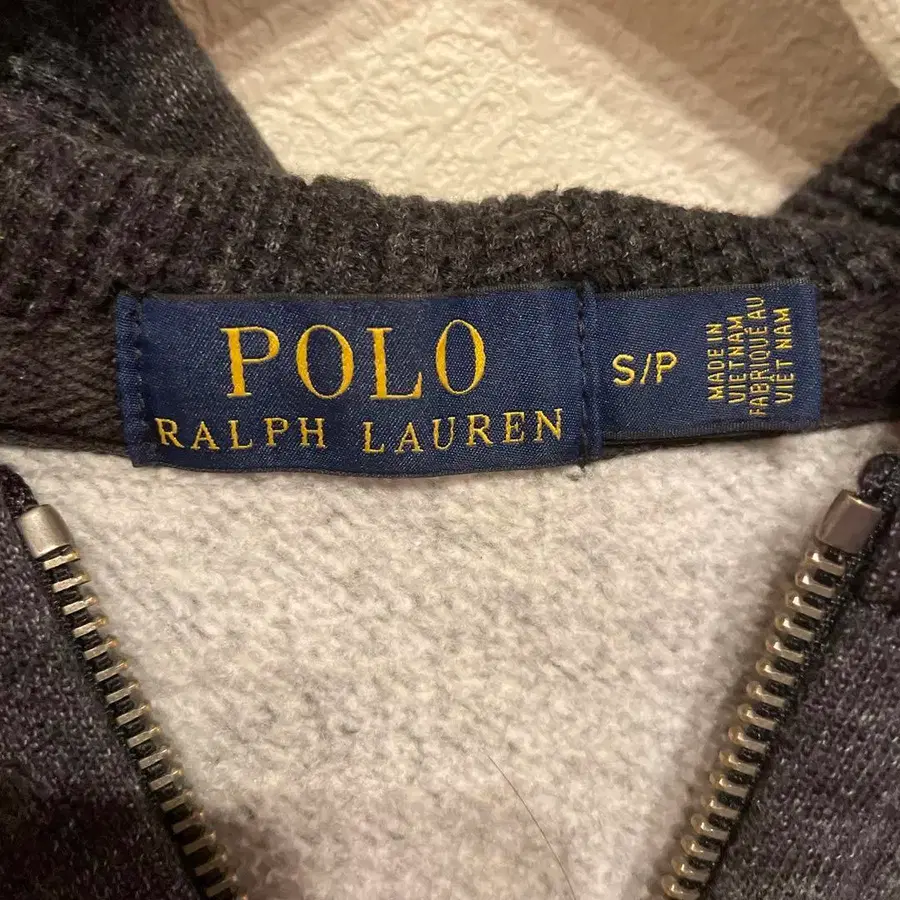 POLO
RALPH LAUREN
S/P
MADE IN
VIETNAM
FABRIQUÉ AU
VIET NAM